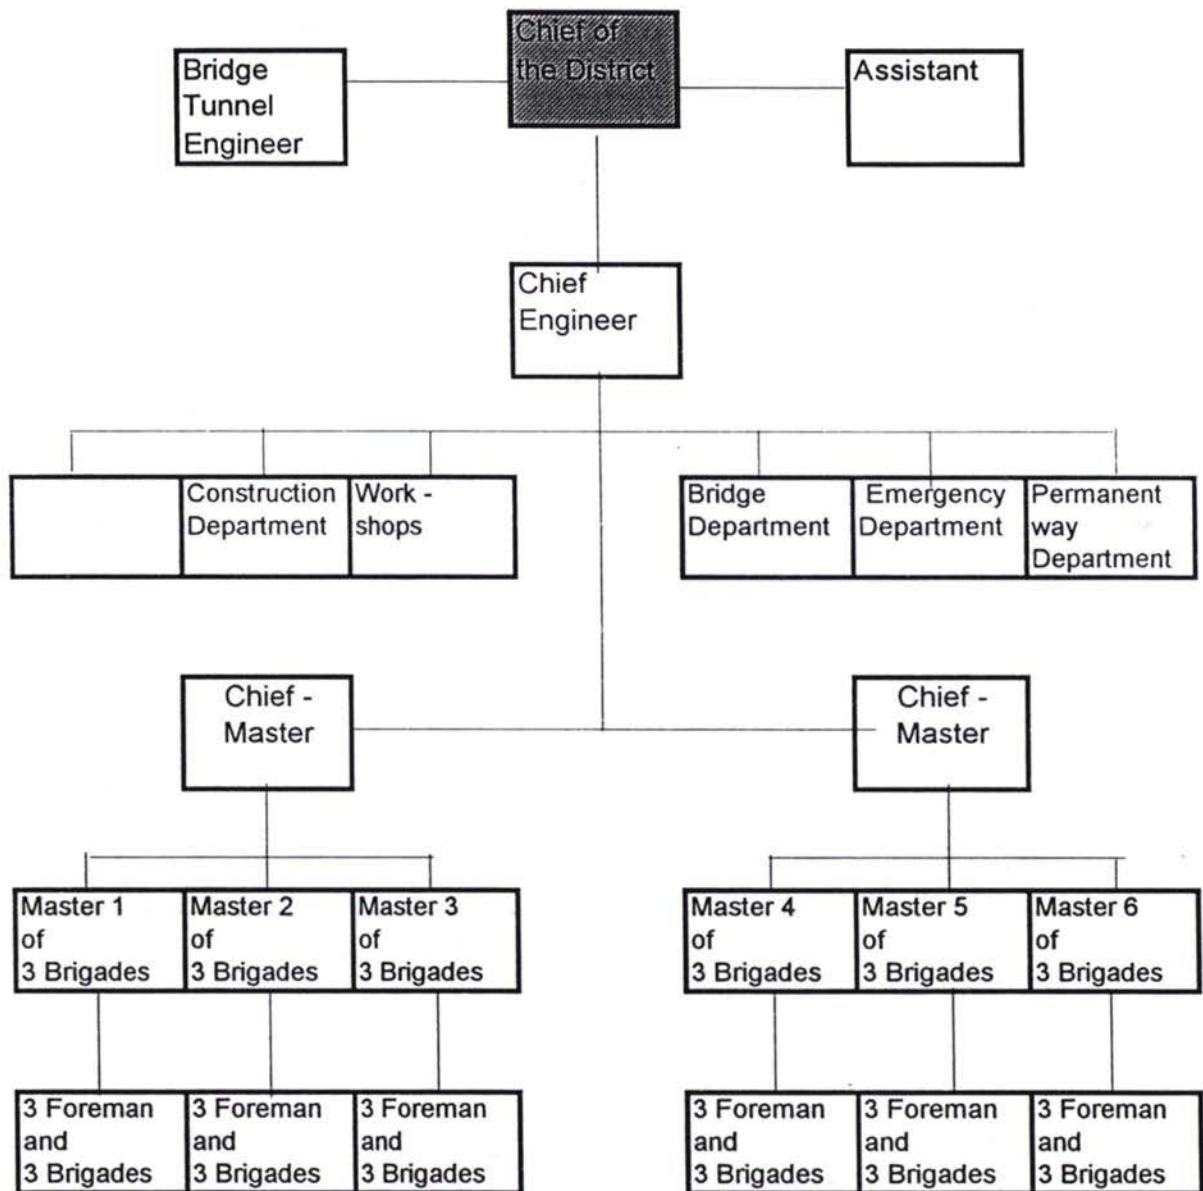 Chief of
the District
Bridge
Tunnel
Engineer
Assistant
Chief
Engineer
Construction
Department
Work -
shops
Bridge
Department
Emergency
Department
Permanent
way
Department
Chief -
Master
Chief -
Master
Master 1
of
3 Brigades
Master 2
of
3 Brigades
Master 3
of
3 Brigades
Master 4
of
3 Brigades
Master 5
of
3 Brigades
Master 6
of
3 Brigades
3 Foreman
and
3 Brigades
3 Foreman
and
3 Brigades
3 Foreman
and
3 Brigades
3 Foreman
and
3 Brigades
3 Foreman
and
3 Brigades
3 Foreman
and
3 Brigades